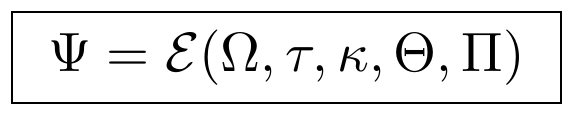 Ψ = ℰ(Ω, τ, κ, Θ, Π)